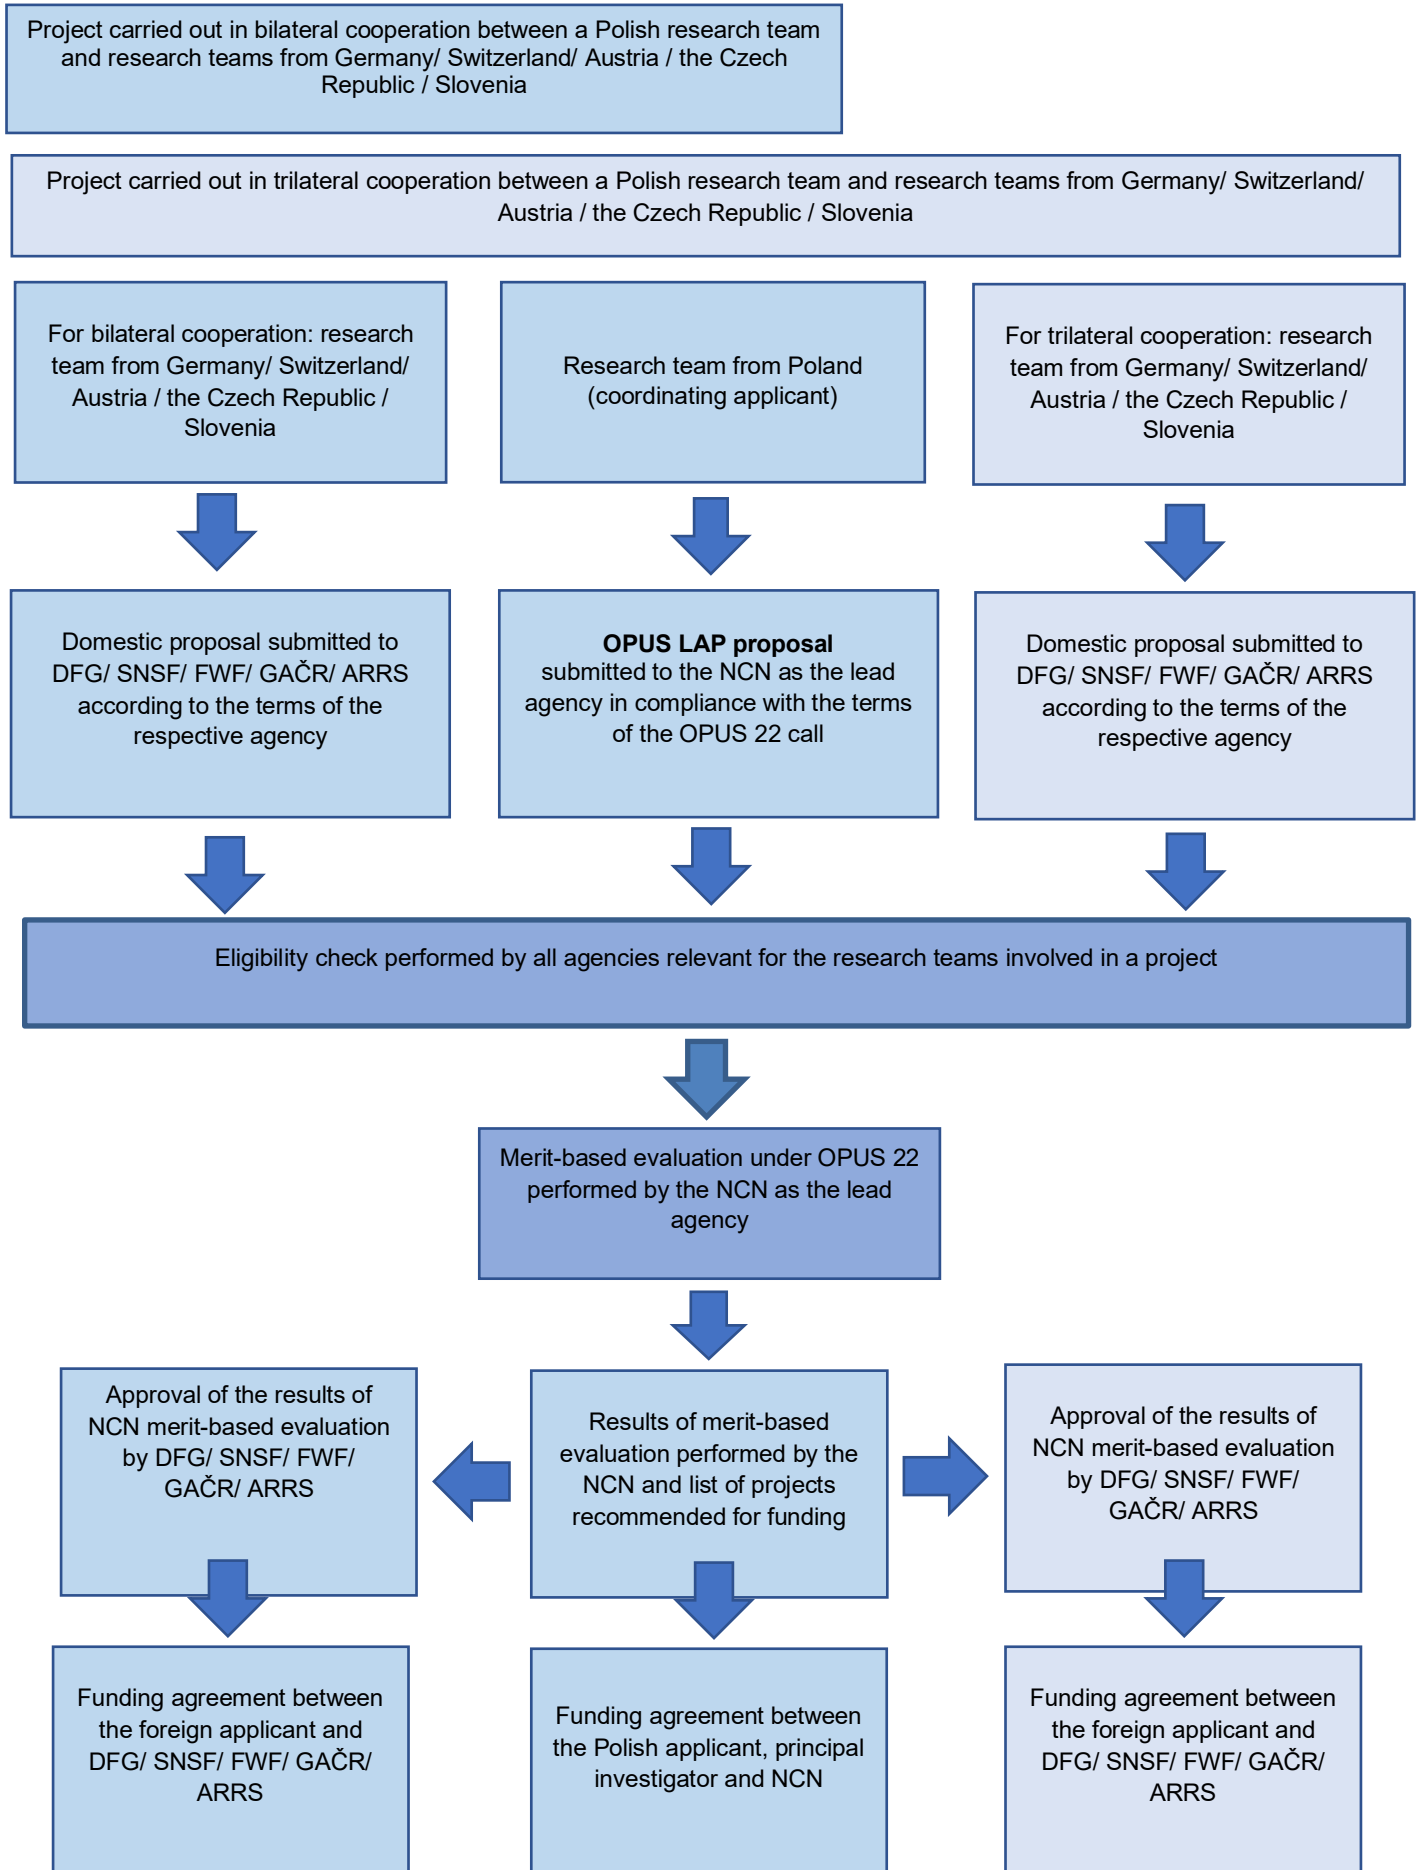 Project carried out in bilateral cooperation between a Polish research team
and research teams from Germany/ Switzerland/ Austria / the Czech
Republic / Slovenia
Project carried out in trilateral cooperation between a Polish research team and research teams from Germany/ Switzerland/
Austria / the Czech Republic / Slovenia
For bilateral cooperation: research
team from Germany/ Switzerland/
Austria / the Czech Republic /
Slovenia
Research team from Poland
(coordinating applicant)
For trilateral cooperation: research
team from Germany/ Switzerland/
Austria / the Czech Republic /
Slovenia
Domestic proposal submitted to
DFG/ SNSF/ FWF/ GAČR/ ARRS
according to the terms of the
respective agency
OPUS LAP proposal
submitted to the NCN as the lead
agency in compliance with the terms
of the OPUS 22 call
Domestic proposal submitted to
DFG/ SNSF/ FWF/ GAČR/ ARRS
according to the terms of the
respective agency
Eligibility check performed by all agencies relevant for the research teams involved in a project
Merit-based evaluation under OPUS 22
performed by the NCN as the lead
agency
Approval of the results of
NCN merit-based evaluation
by DFG/ SNSF/ FWF/
GAČR/ ARRS
Results of merit-based
evaluation performed by the
NCN and list of projects
recommended for funding
Approval of the results of
NCN merit-based evaluation
by DFG/ SNSF/ FWF/
GAČR/ ARRS
Funding agreement between
the foreign applicant and
DFG/ SNSF/ FWF/ GAČR/
ARRS
Funding agreement between
the Polish applicant, principal
investigator and NCN
Funding agreement between
the foreign applicant and
DFG/ SNSF/ FWF/ GAČR/
ARRS